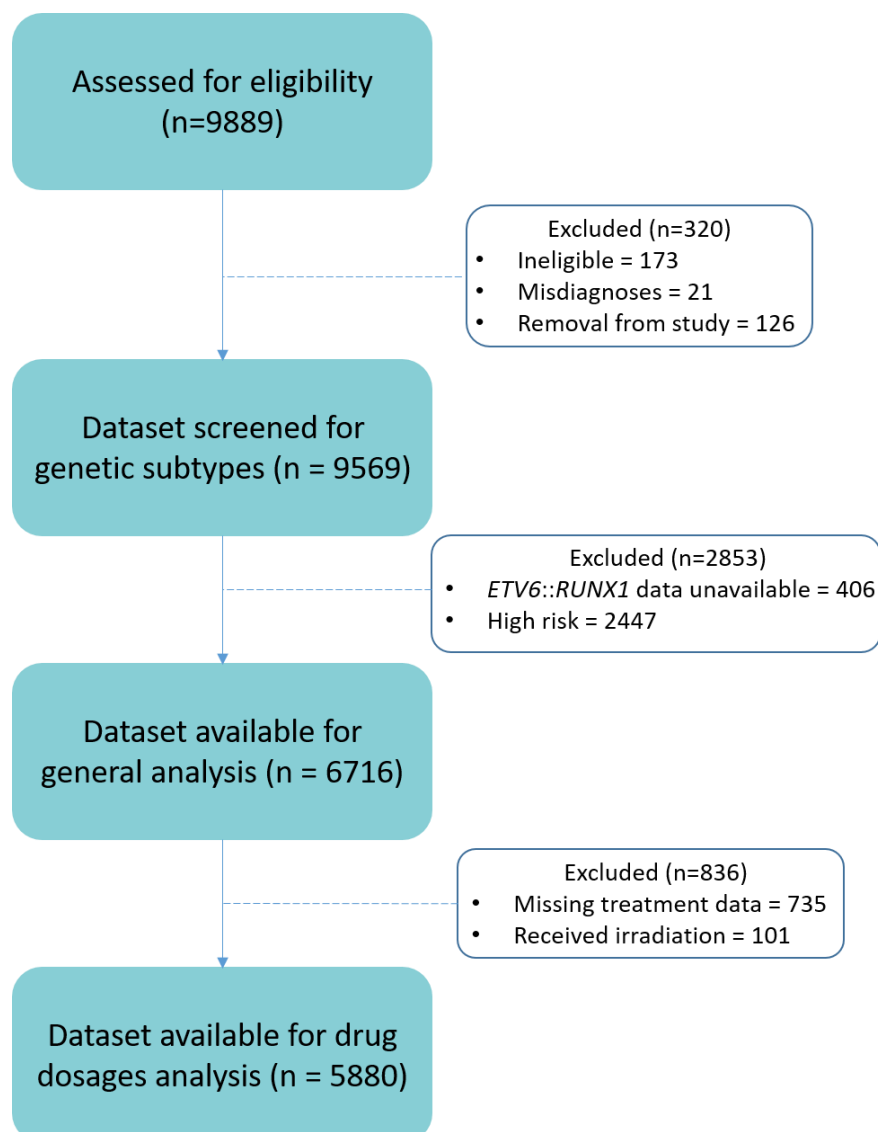 Assessed for eligibility
(n=9889)
Excluded (n=320)
• Ineligible = 173
• Misdiagnoses = 21
• Removal from study = 126
Dataset screened for
genetic subtypes (n = 9569)
Excluded (n=2853)
• ETV6::RUNX1 data unavailable = 406
• High risk = 2447
Dataset available for
general analysis (n = 6716)
Excluded (n=836)
• Missing treatment data = 735
• Received irradiation = 101
Dataset available for drug
dosages analysis (n = 5880)